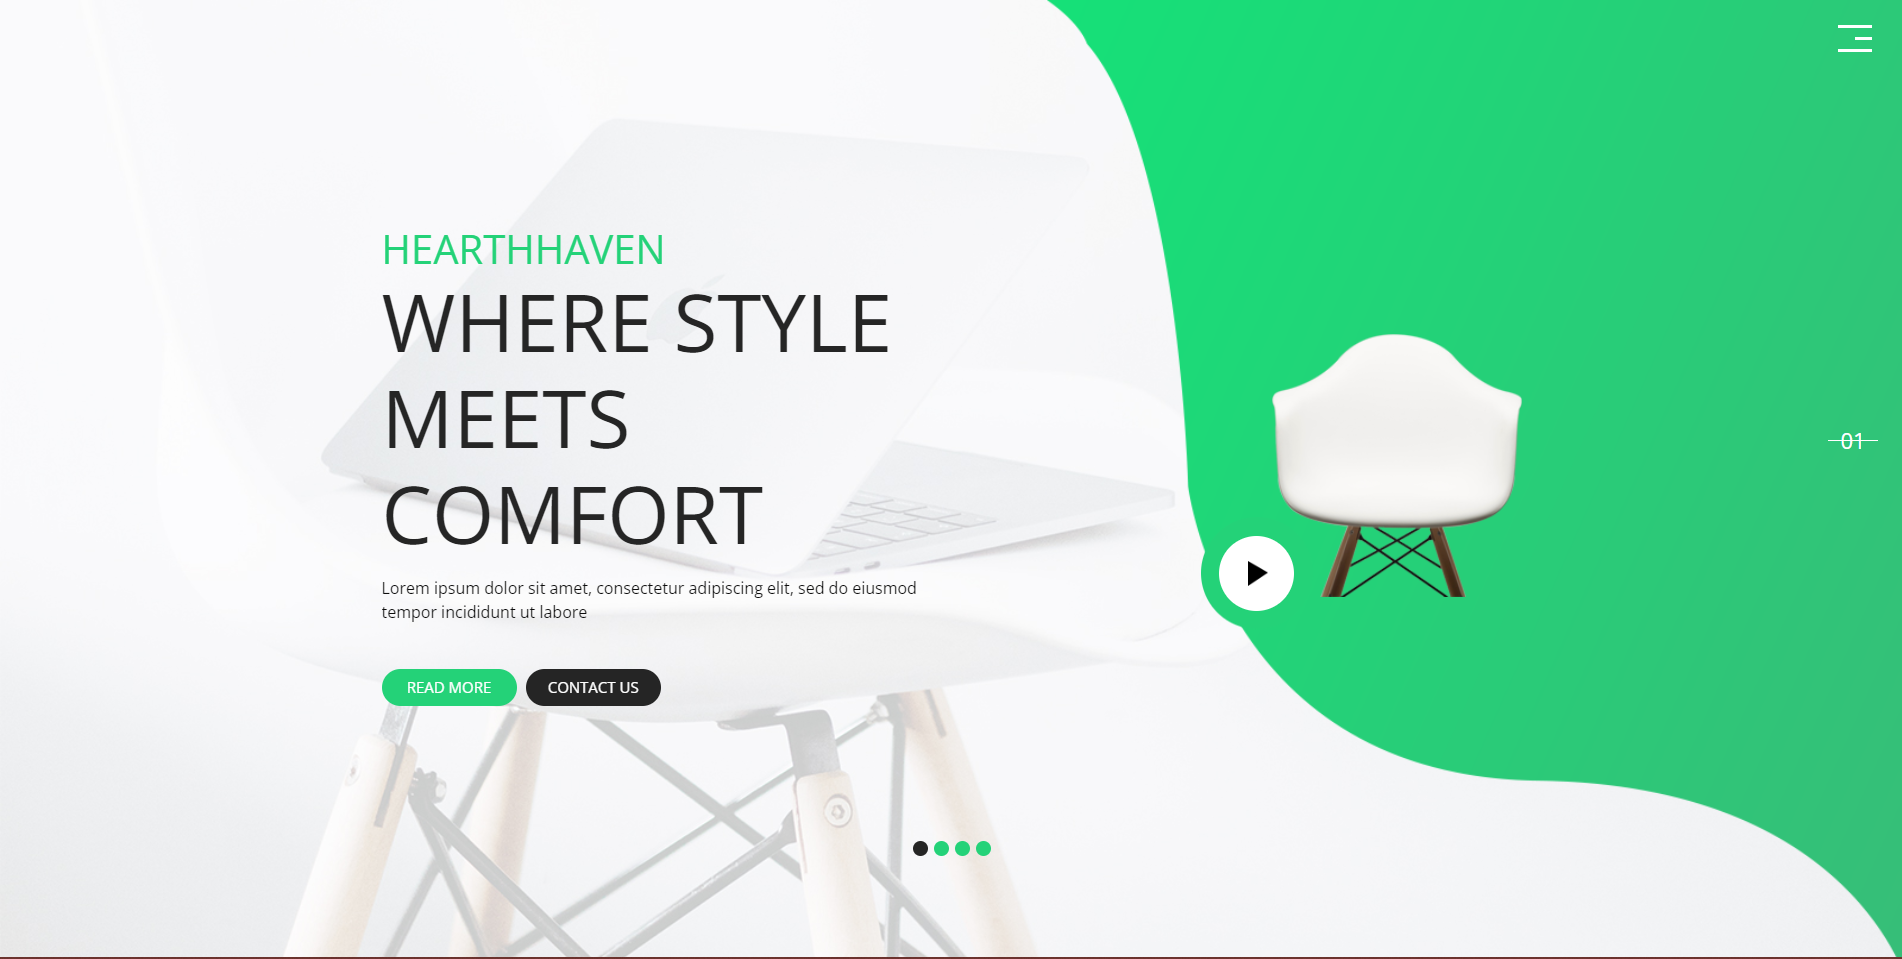 HEARTHHAVEN
WHERE STYLE
MEETS
COMFORT
Lorem ipsum dolor sit amet, consectetur adipiscing elit, sed do eiusmod
tempor incididunt ut labore
READ MORE
CONTACT US
01